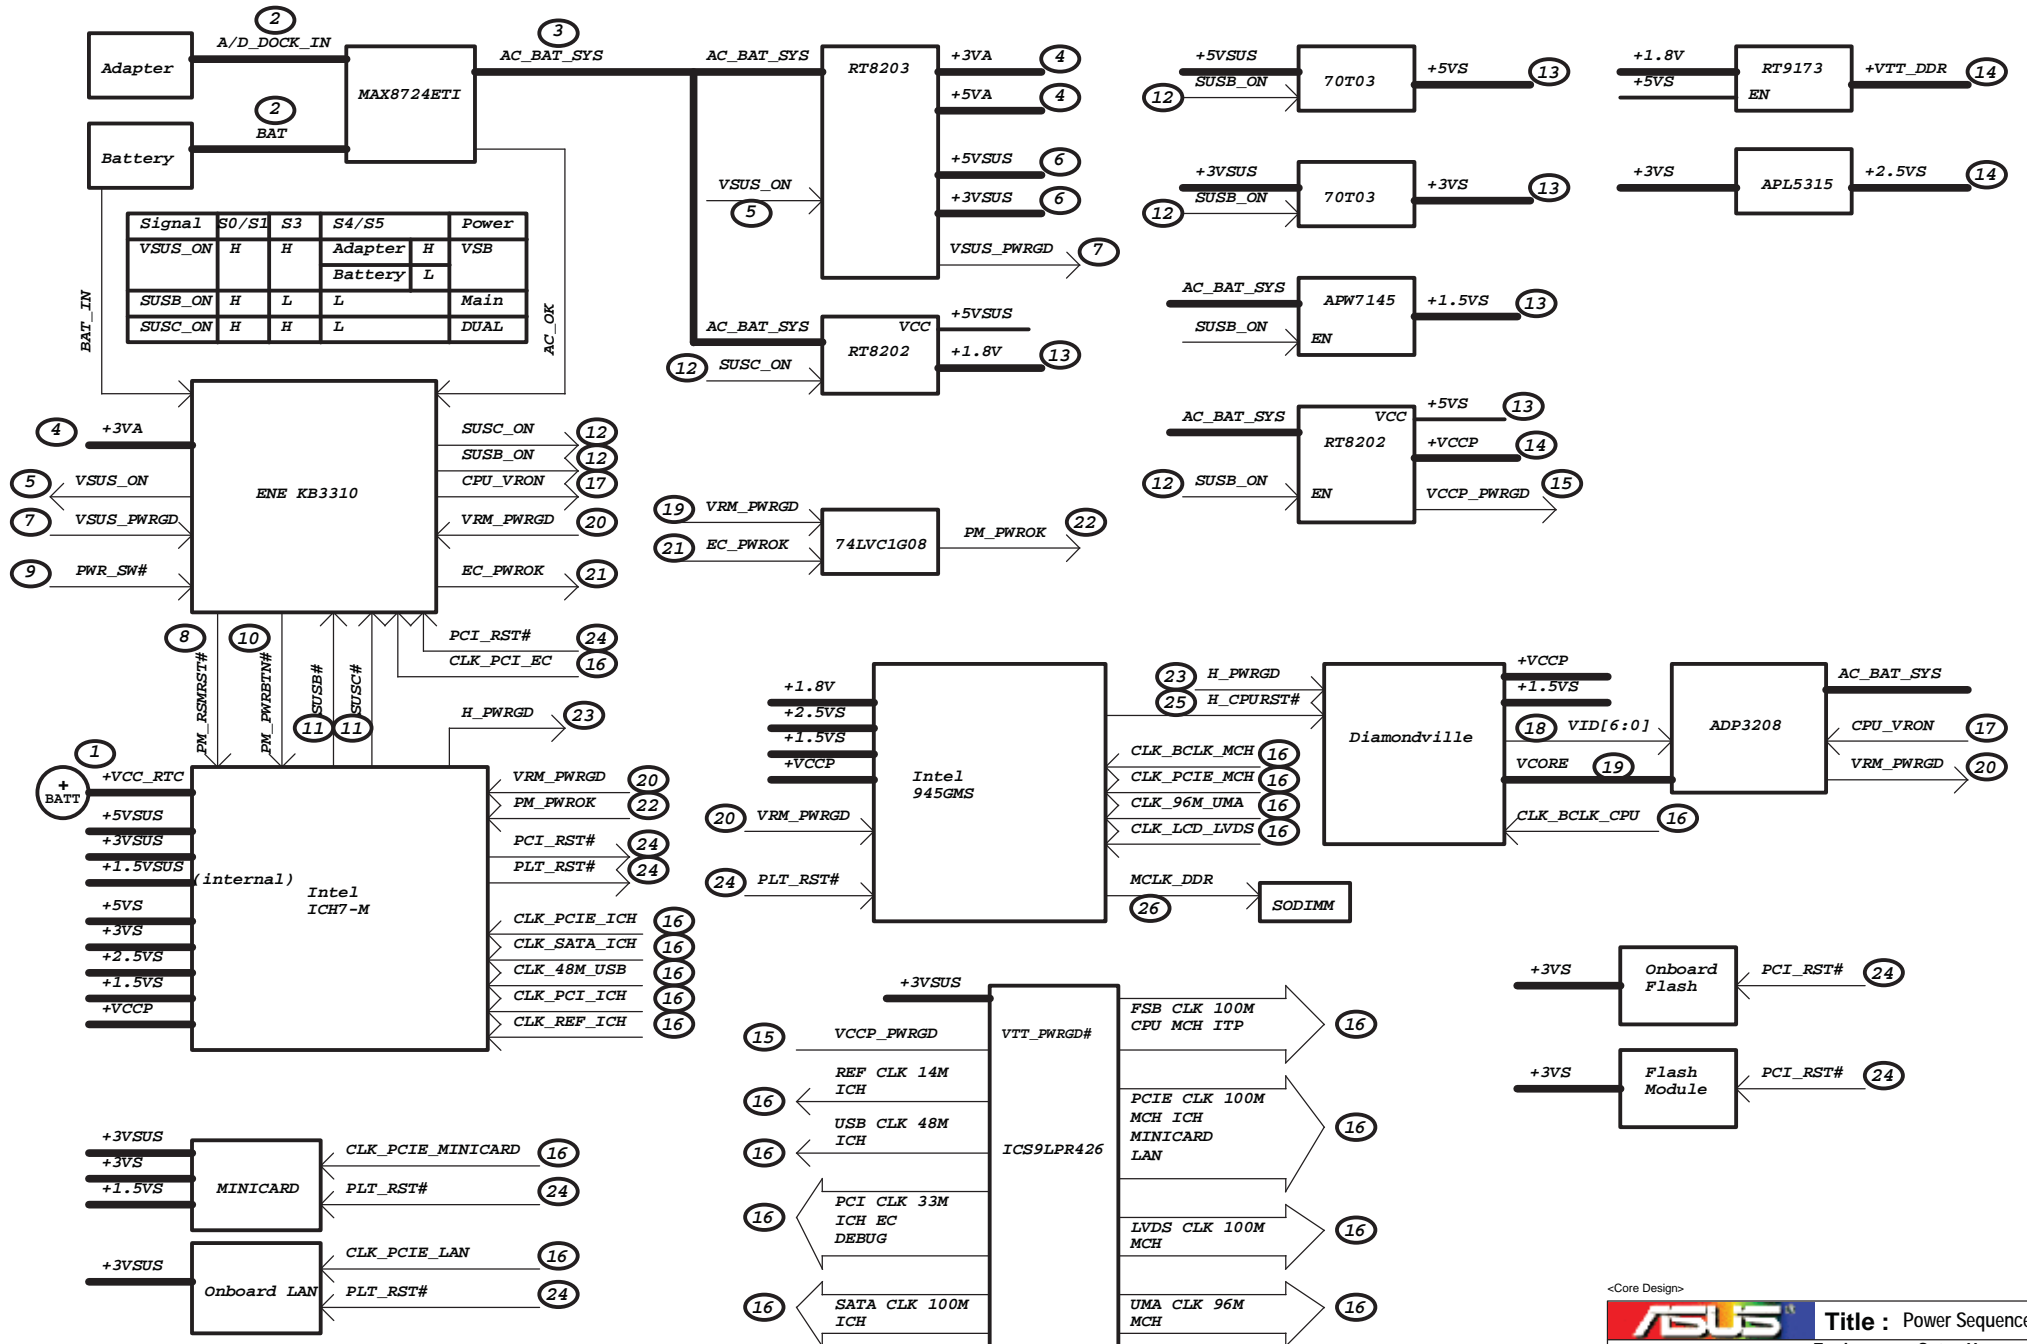 2
A/D_DOCK_IN
Adapter
2
BAT
Battery
MAX8724ETI
3
AC_BAT_SYS
AC_BAT_SYS
RT8203
+3VA 4
+5VA 4
+5VSUS 6
+3VSUS 6
VSUS_ON
5
VSUS_PWRGD 7
AC_BAT_SYS
VCC
+5VSUS
RT8202
+1.8V 13
12 SUSC_ON
+5VSUS
12 SUSB_ON
70T03
+5VS 13
+3VSUS
12 SUSB_ON
70T03
+3VS 13
AC_BAT_SYS
APW7145
+1.5VS 13
SUSB_ON
EN
AC_BAT_SYS
VCC
+5VS 13
RT8202
+VCCP 14
12 SUSB_ON
EN
VCCP_PWRGD 15
+1.8V
+5VS
RT9173
EN
+VTT_DDR 14
+3VS
APL5315
+2.5VS 14
Signal S0/S1 S3 S4/S5 Power
VSUS_ON H H Adapter H VSB
Battery L
SUSB_ON H L L Main
SUSC_ON H H L DUAL
BAT_IN
AC_OK
4 +3VA
5 VSUS_ON
7 VSUS_PWRGD
9 PWR_SW#
ENE KB3310
SUSC_ON 12
SUSB_ON 12
CPU_VRON 17
VRM_PWRGD 20
EC_PWROK 21
PCI_RST# 24
CLK_PCI_EC 16
8
PM_RSMRST#
10
PM_PWRBTN#
11
SUSB#
11
SUSC#
H_PWRGD 23
19 VRM_PWRGD
21 EC_PWROK
74LVC1G08
PM_PWROK 22
1
+
BATT
+VCC_RTC
+5VSUS
+3VSUS
+1.5VSUS
(internal)
+5VS
+3VS
+2.5VS
+1.5VS
+VCCP
Intel
ICH7-M
VRM_PWRGD 20
PM_PWROK 22
PCI_RST# 24
PLT_RST# 24
CLK_PCIE_ICH 16
CLK_SATA_ICH 16
CLK_48M_USB 16
CLK_PCI_ICH 16
CLK_REF_ICH 16
+1.8V
+2.5VS
+1.5VS
+VCCP
20 VRM_PWRGD
24 PLT_RST#
Intel
945GMS
23 H_PWRGD
25 H_CPURST#
CLK_BCLK_MCH 16
CLK_PCIE_MCH 16
CLK_96M_UMA 16
CLK_LCD_LVDS 16
MCLK_DDR
26
SODIMM
Diamondville
+VCCP
+1.5VS
18 VID[6:0]
VCORE 19
CLK_BCLK_CPU 16
ADP3208
AC_BAT_SYS
CPU_VRON 17
VRM_PWRGD 20
+3VS
Onboard
Flash
PCI_RST# 24
+3VS
Flash
Module
PCI_RST# 24
+3VSUS
15 VCCP_PWRGD
VTT_PWRGD#
REF CLK 14M
ICH
16
USB CLK 48M
ICH
16
PCI CLK 33M
ICH EC
DEBUG
16
SATA CLK 100M
ICH
16
ICS9LPR426
FSB CLK 100M
CPU MCH ITP
16
PCIE CLK 100M
MCH ICH
MINICARD
LAN
16
LVDS CLK 100M
MCH
16
UMA CLK 96M
MCH
16
+3VSUS
+3VS
+1.5VS
MINICARD
CLK_PCIE_MINICARD 16
PLT_RST# 24
+3VSUS
Onboard LAN
CLK_PCIE_LAN 16
PLT_RST# 24
<Core Design>
ASUS
Title : Power Sequence